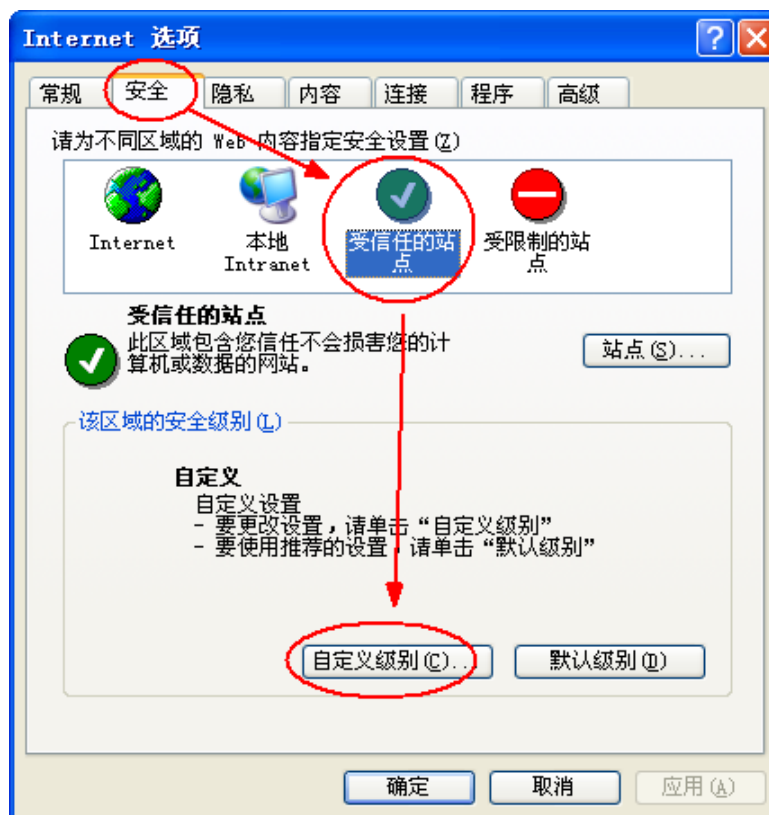 Internet 选项
常规 安全 隐私 内容 连接 程序 高级
请为不同区域的 Web 内容指定安全设置(Z)
Internet
本地
Intranet
受信任的站
点
受限制的站
点
受信任的站点
此区域包含您信任不会损害您的计
算机或数据的网站。
站点(S)...
该区域的安全级别(L)
自定义
自定义设置
- 要更改设置，请单击“自定义级别”
- 要使用推荐的设置，请单击“默认级别”
自定义级别(C)... 默认级别(D)
确定 取消 应用(A)